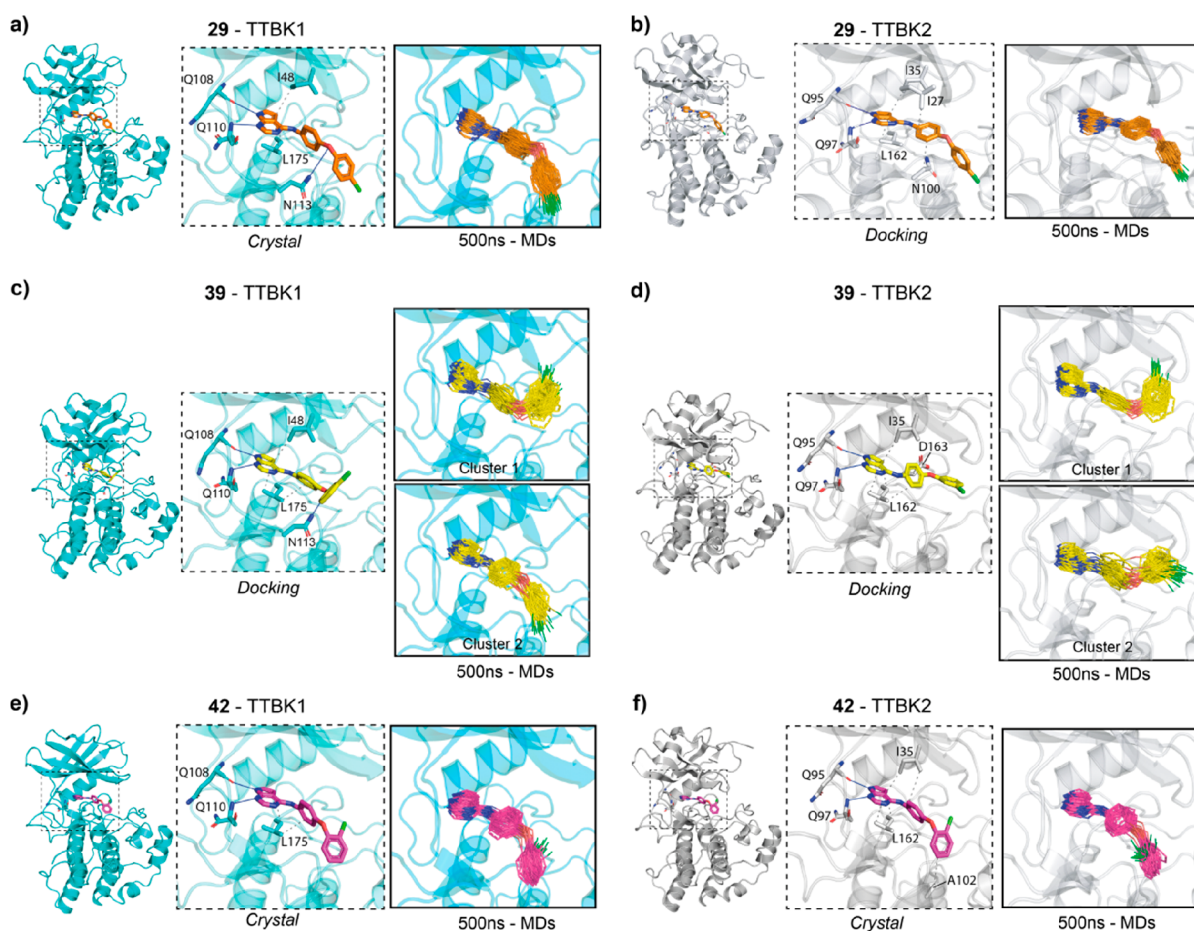 a)
29 - TTBK1
Q108
I48
Q110
L175
N113
Crystal
500ns - MDs
b)
29 - TTBK2
Q95
I35
I27
Q97
L162
N100
Docking
500ns - MDs
c)
39 - TTBK1
Q108
I48
Q110
L175
N113
Docking
Cluster 1
Cluster 2
500ns - MDs
d)
39 - TTBK2
Q95
I35
D163
Q97
L162
Docking
Cluster 1
Cluster 2
500ns - MDs
e)
42 - TTBK1
Q108
Q110
L175
Crystal
500ns - MDs
f)
42 - TTBK2
Q95
I35
Q97
L162
A102
Crystal
500ns - MDs